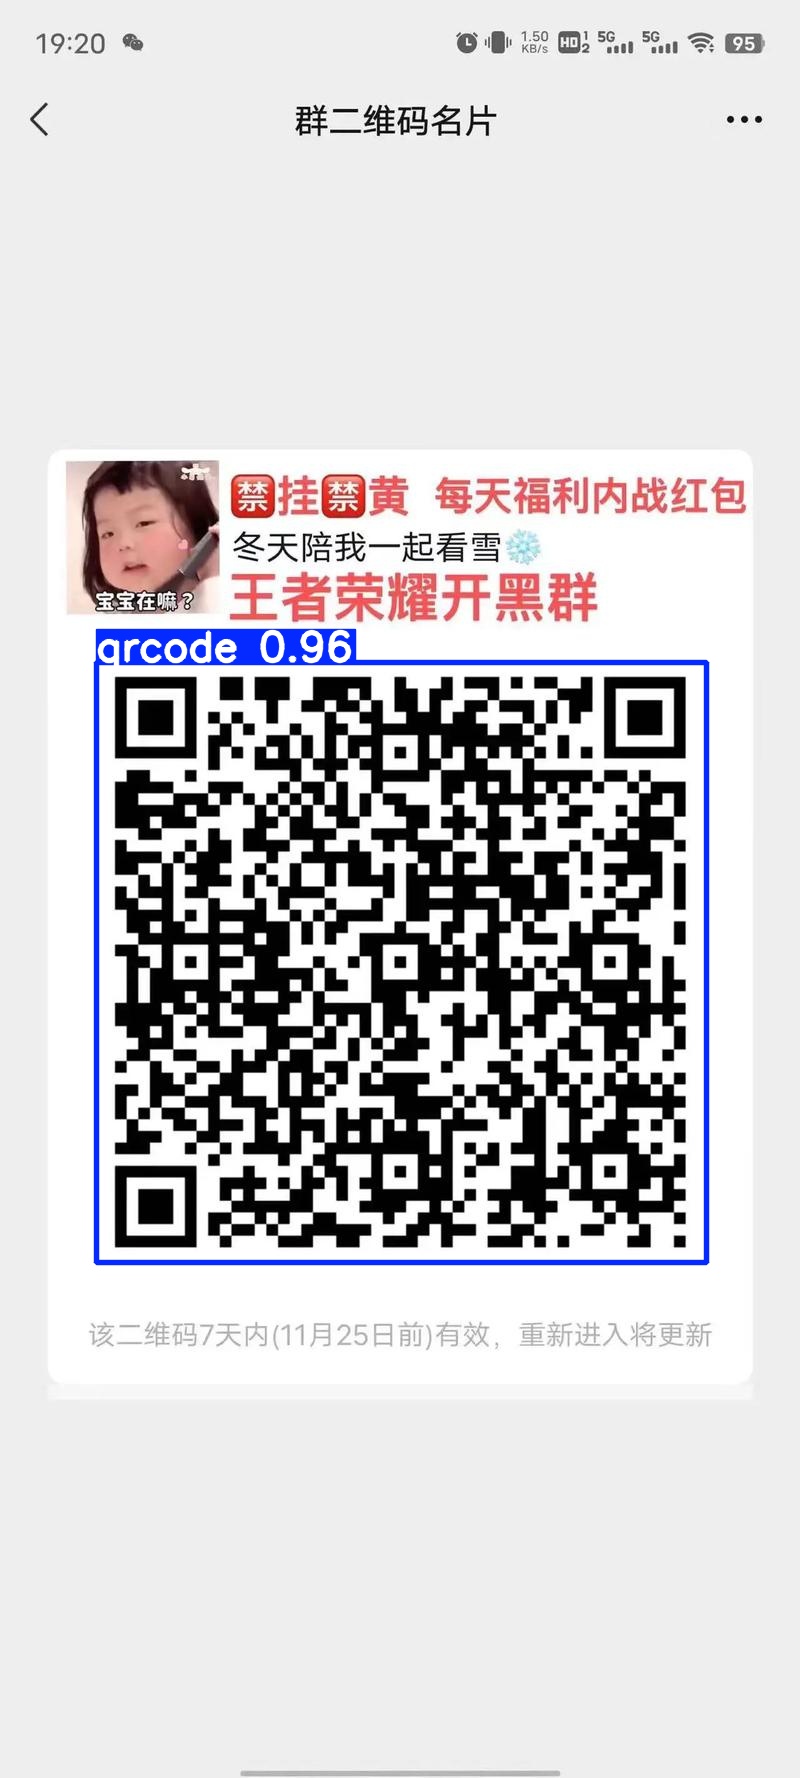 19:20
1.50 KB/s HD 1 2 5G 5G 95
群二维码名片
禁挂禁黄 每天福利内战红包
冬天陪我一起看雪
王者荣耀开黑群
宝宝在嘛？
qrcode 0.96
该二维码7天内(11月25日前)有效，重新进入将更新